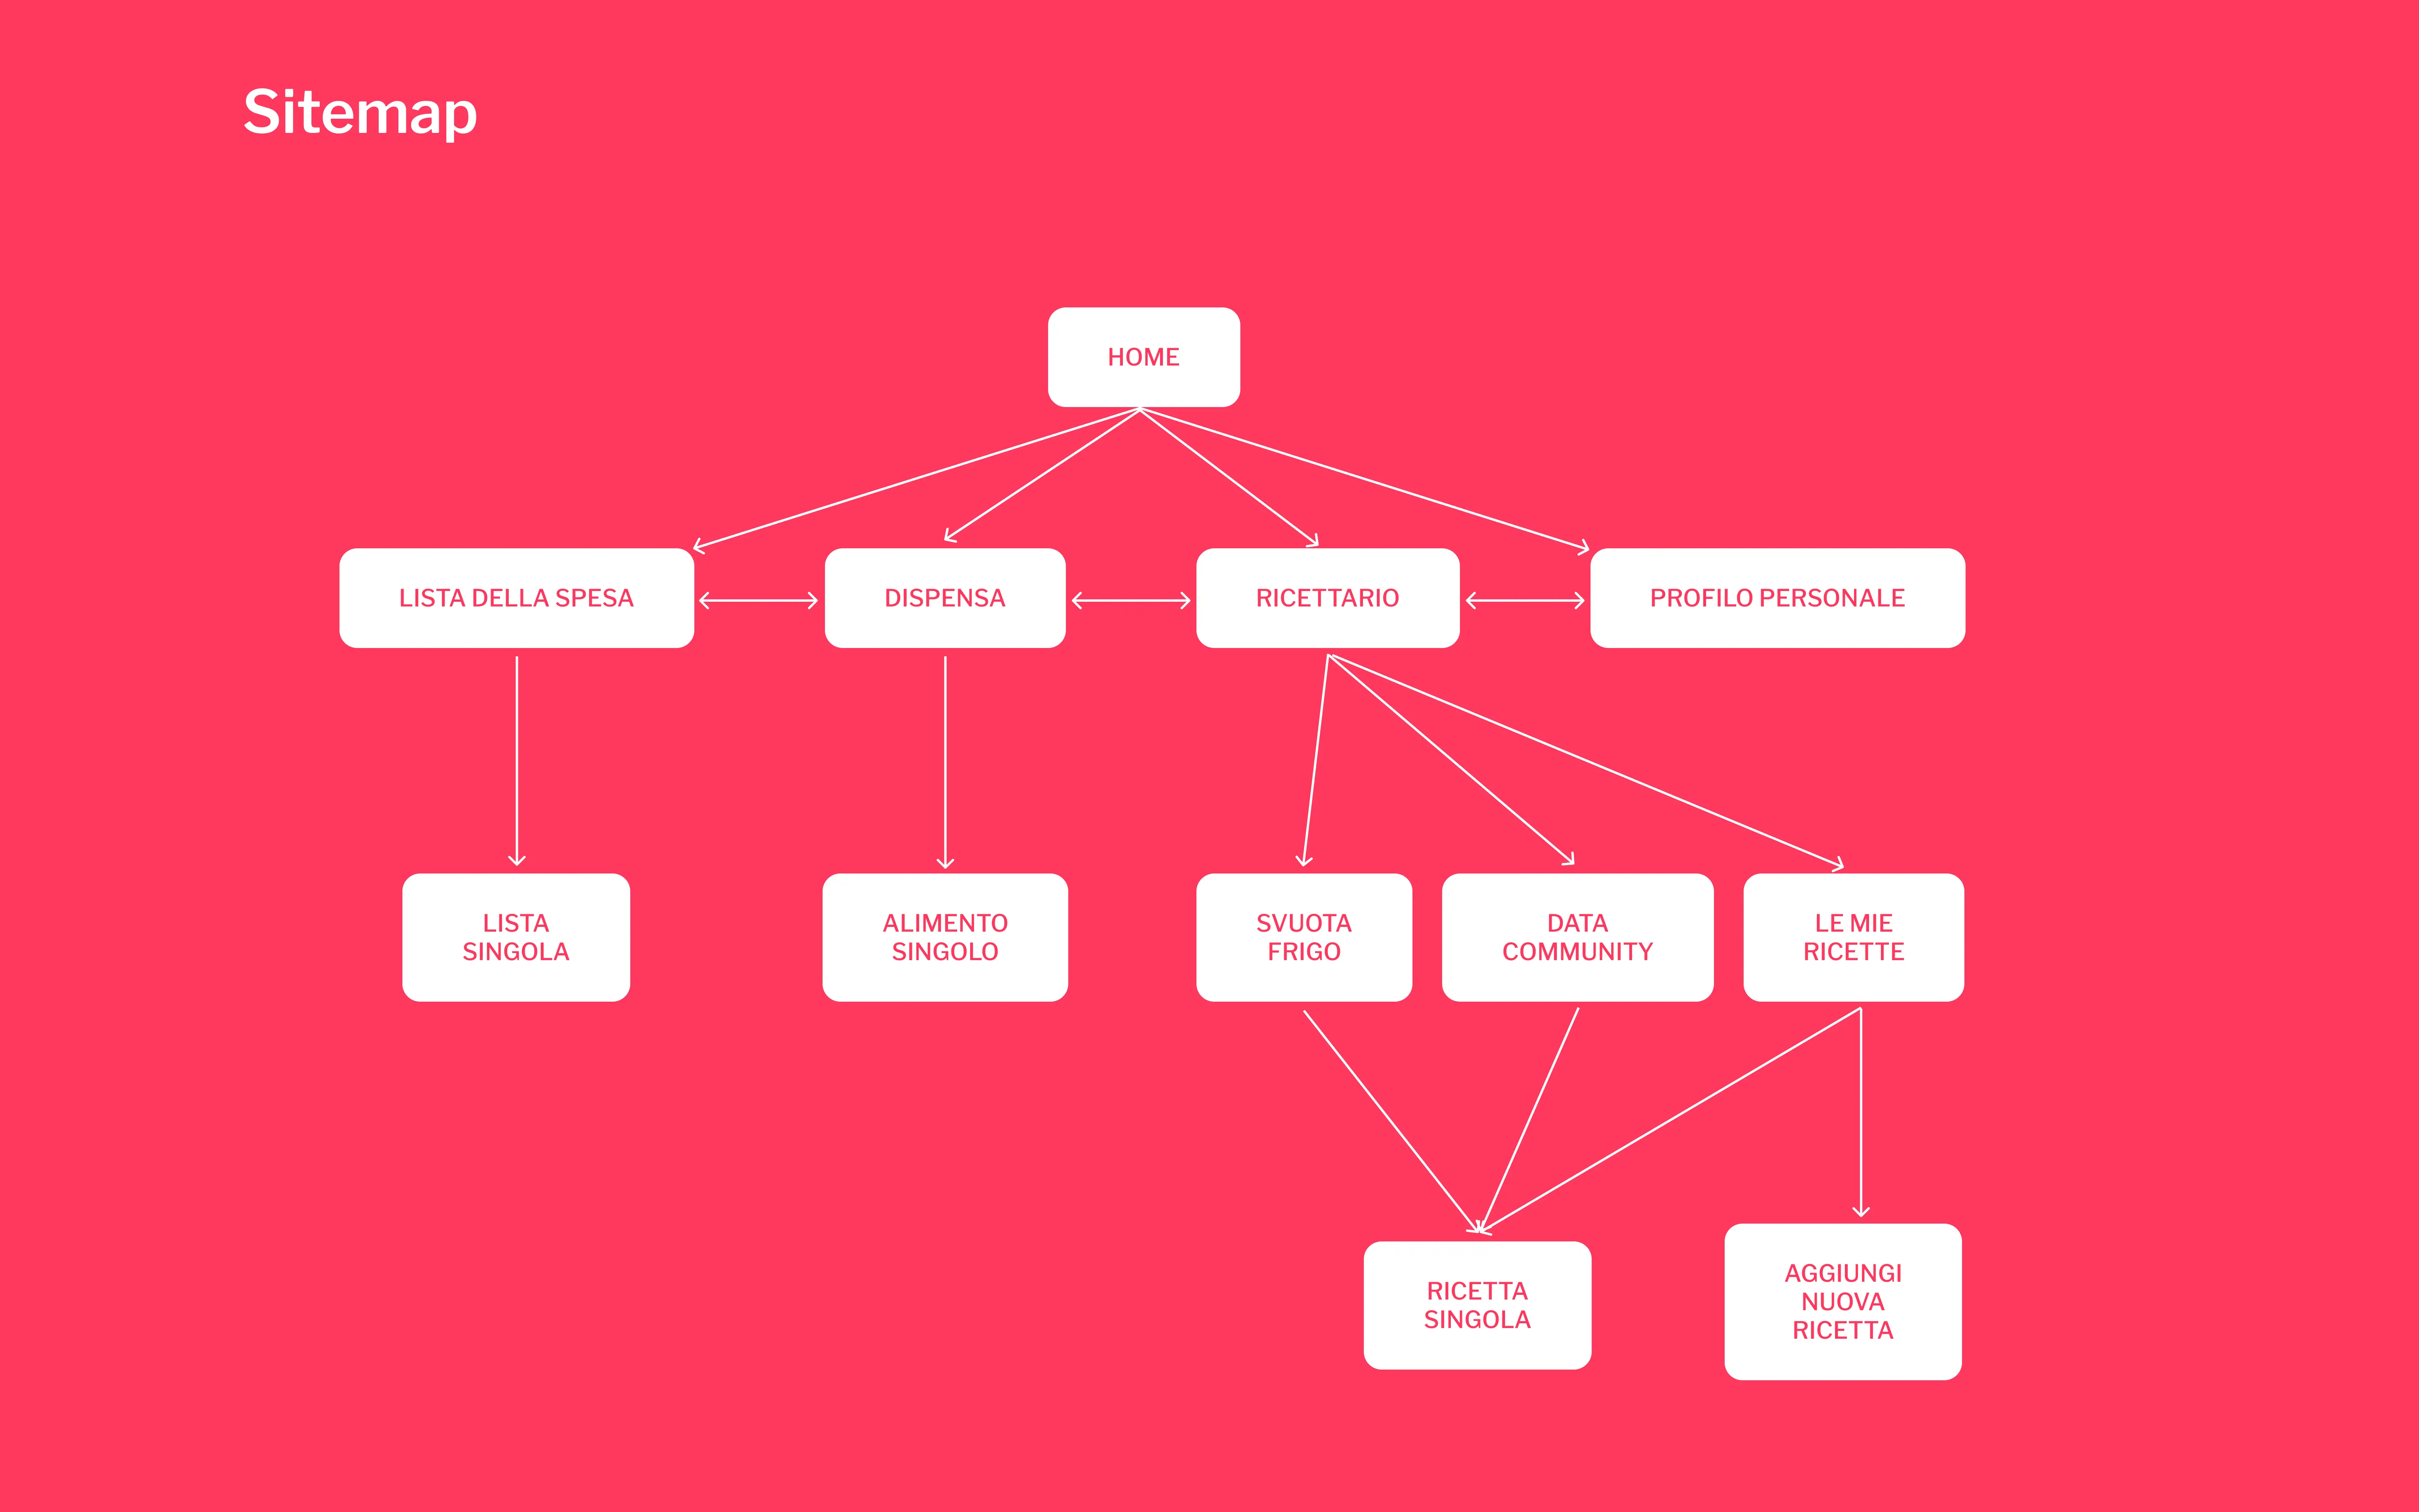 Sitemap
HOME
LISTA DELLA SPESA
DISPENSA
RICETTARIO
PROFILO PERSONALE
LISTA
SINGOLA
ALIMENTO
SINGOLO
SVUOTA
FRIGO
DATA
COMMUNITY
LE MIE
RICETTE
RICETTA
SINGOLA
AGGIUNGI
NUOVA
RICETTA